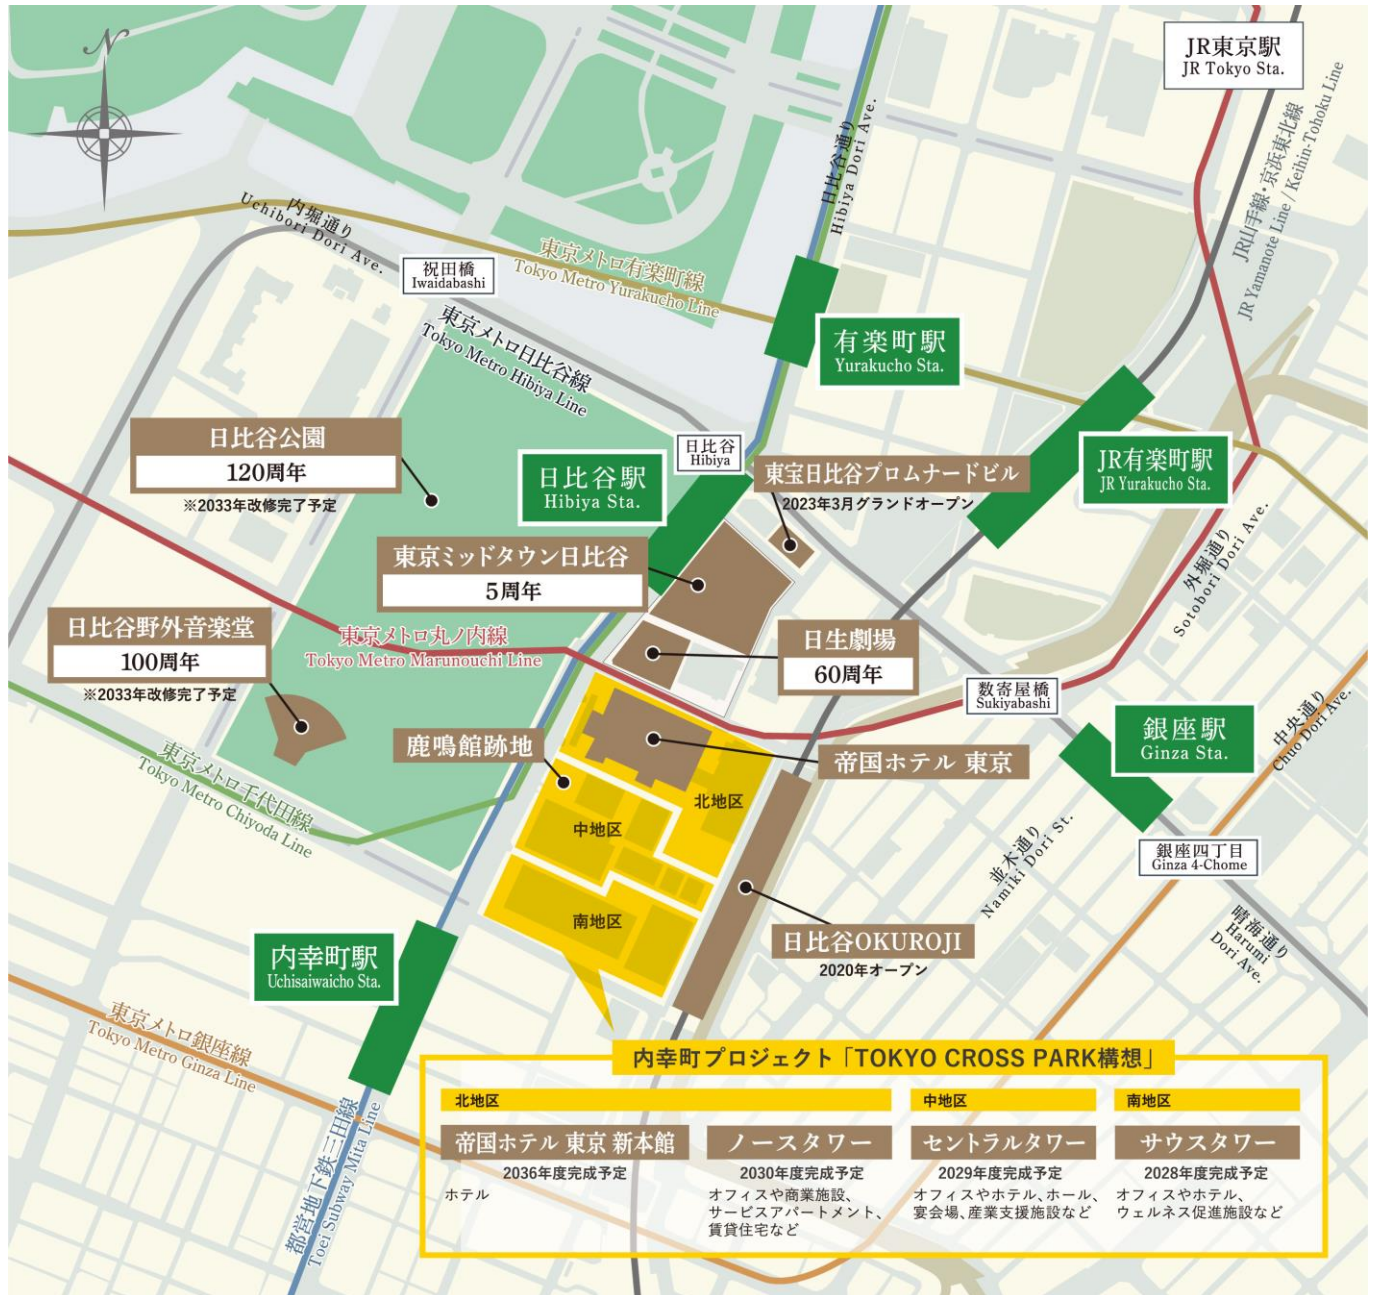 N
JR東京駅
JR Tokyo Sta.
JR山手線・京浜東北線
JR Yamanote Line / Keihin-Tohoku Line
日比谷通り
Hibiya Dori Ave.
内堀通り
Uchibori Dori Ave.
祝田橋
Iwaidabashi
東京メトロ有楽町線
Tokyo Metro Yurakucho Line
東京メトロ日比谷線
Tokyo Metro Hibiya Line
有楽町駅
Yurakucho Sta.
日比谷公園
120周年
※2033年改修完了予定
日比谷駅
Hibiya Sta.
日比谷
Hibiya
東宝日比谷プロムナードビル
2023年3月グランドオープン
JR有楽町駅
JR Yurakucho Sta.
外堀通り
Sotobori Dori Ave.
東京ミッドタウン日比谷
5周年
日比谷野外音楽堂
100周年
※2033年改修完了予定
東京メトロ丸ノ内線
Tokyo Metro Marunouchi Line
日生劇場
60周年
数寄屋橋
Sukiyabashi
銀座駅
Ginza Sta.
中央通り
Chuo Dori Ave.
鹿鳴館跡地
帝国ホテル 東京
東京メトロ千代田線
Tokyo Metro Chiyoda Line
北地区
中地区
南地区
並木通り
Namiki Dori St.
銀座四丁目
Ginza 4-Chome
晴海通り
Harumi
Dori Ave.
日比谷OKUROJI
2020年オープン
内幸町駅
Uchisaiwaicho Sta.
東京メトロ銀座線
Tokyo Metro Ginza Line
都営地下鉄三田線
Toei Subway Mita Line
内幸町プロジェクト「TOKYO CROSS PARK構想」
北地区
帝国ホテル 東京 新本館
2036年度完成予定
ホテル
ノースタワー
2030年度完成予定
オフィスや商業施設、
サービスアパートメント、
賃貸住宅など
中地区
セントラルタワー
2029年度完成予定
オフィスやホテル、ホール、
宴会場、産業支援施設など
南地区
サウスタワー
2028年度完成予定
オフィスやホテル、
ウェルネス促進施設など